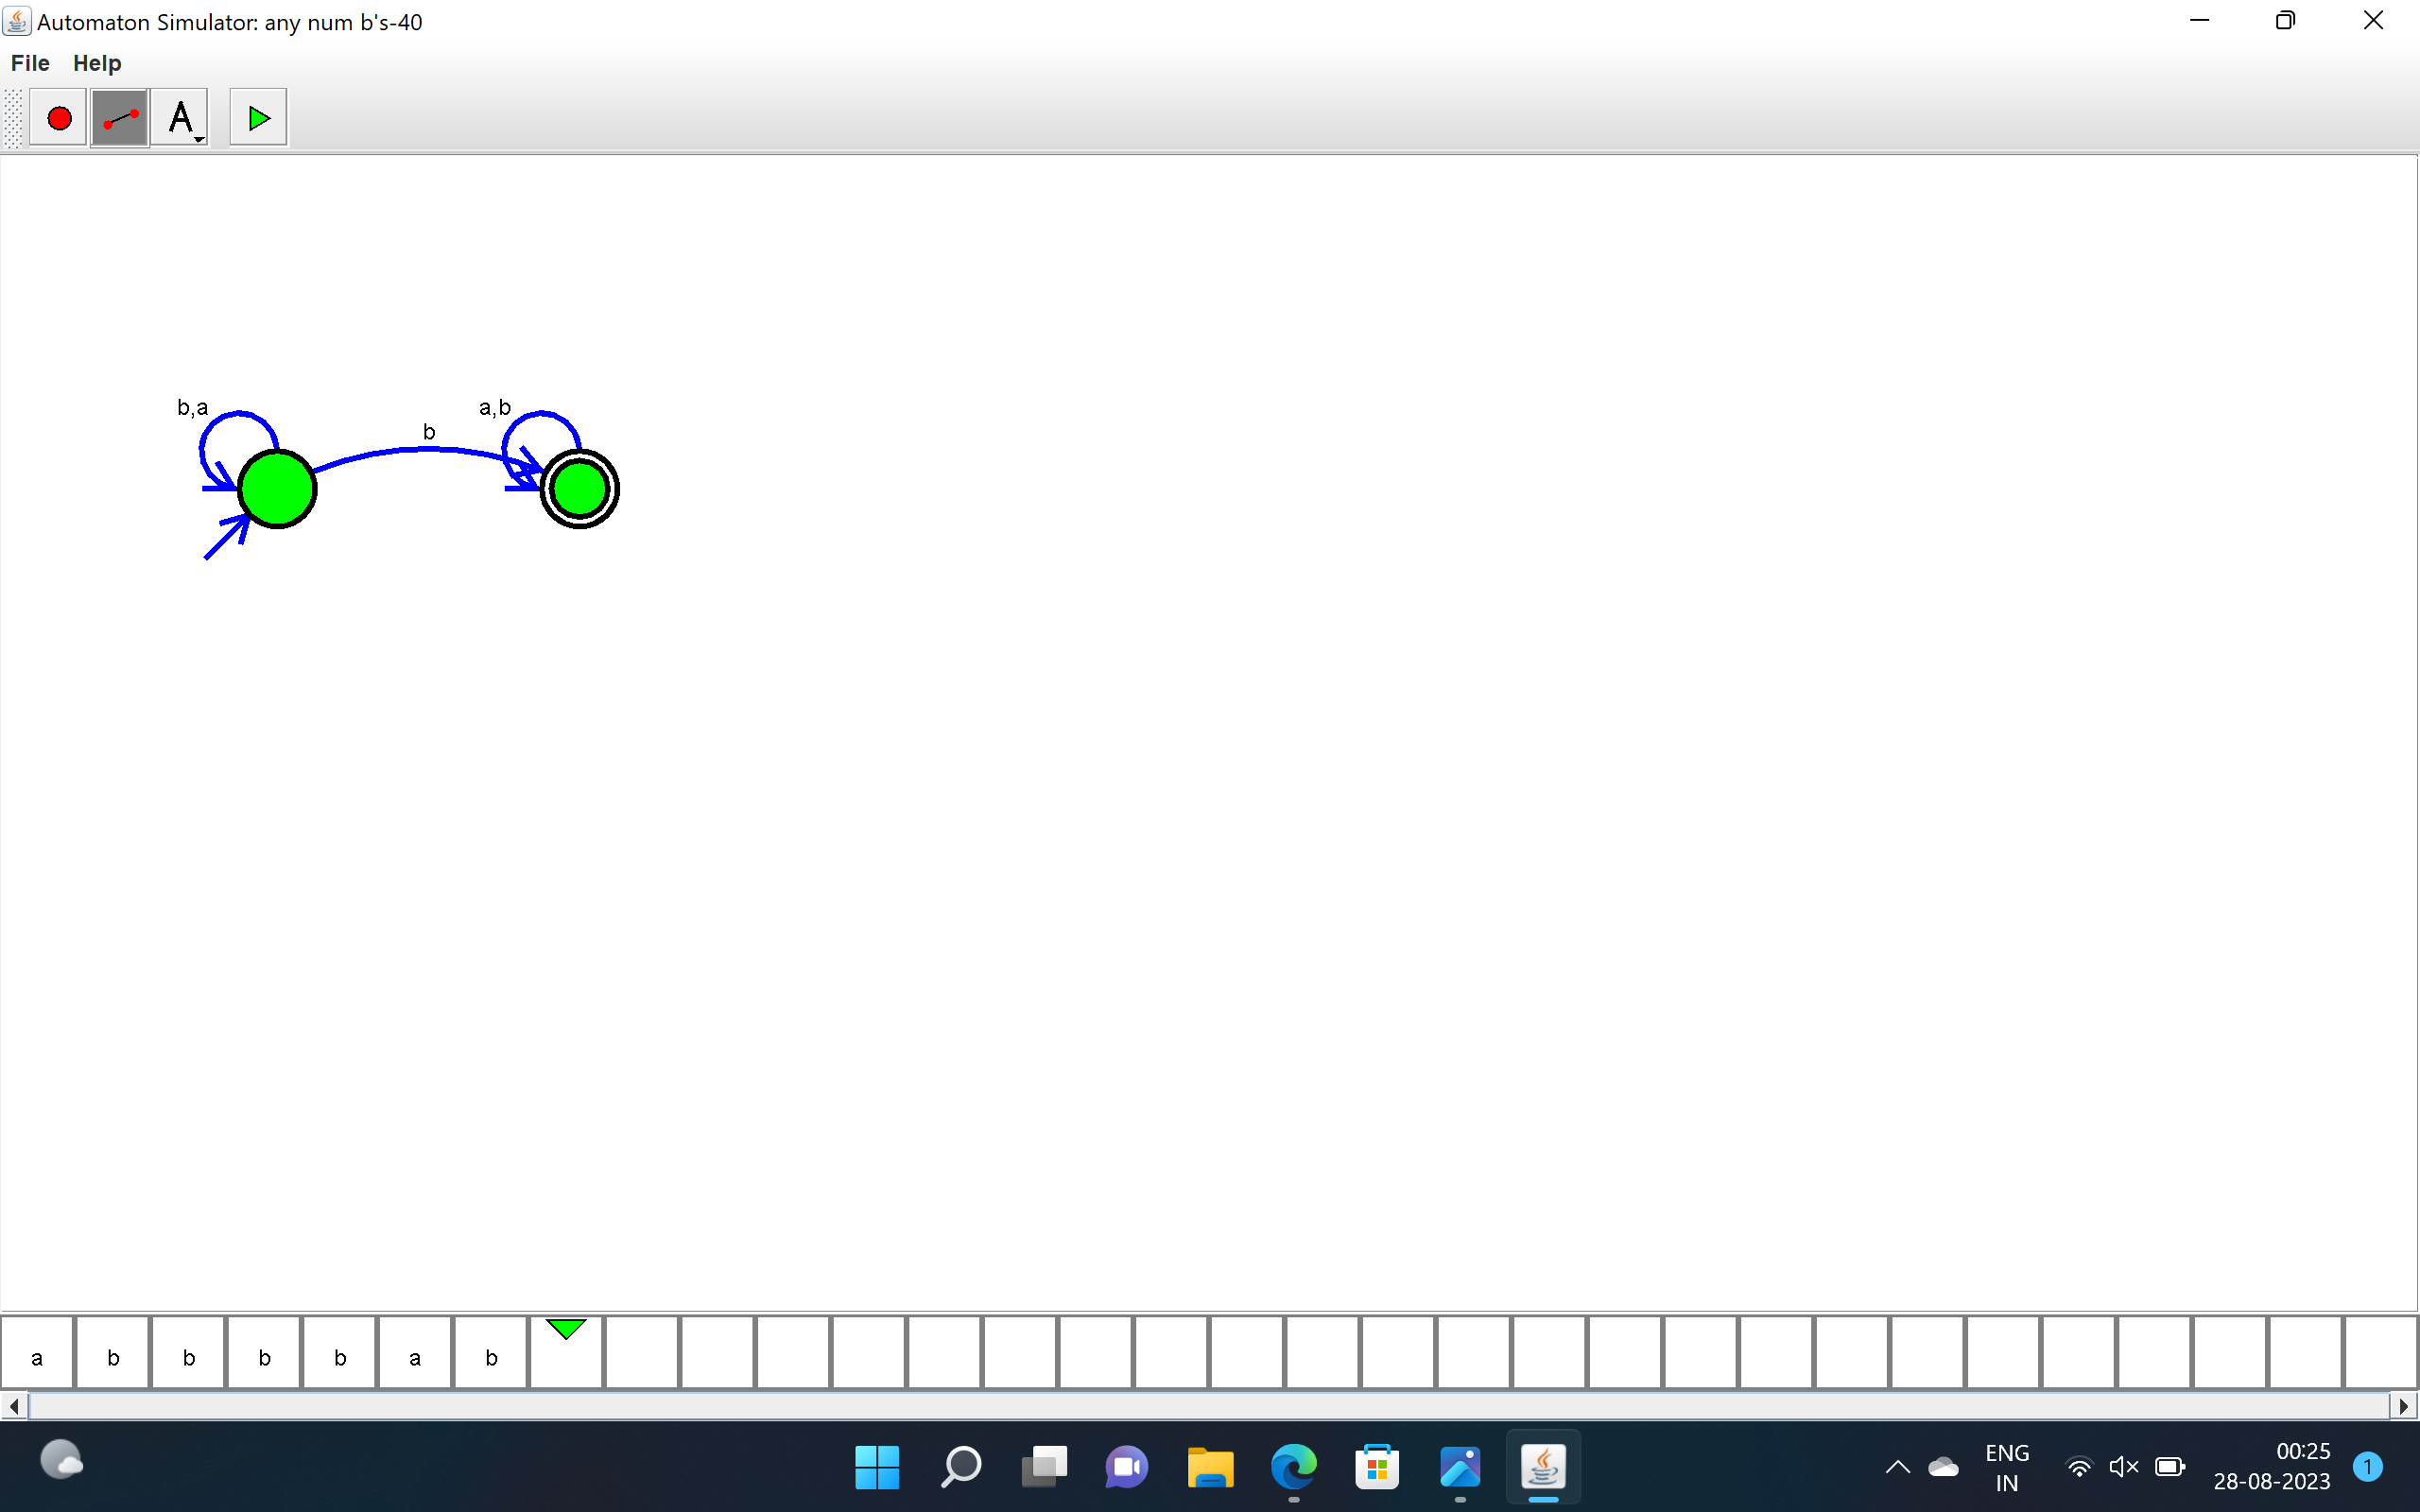 Automaton Simulator: any num b's-40
File Help
A
b,a
b
a,b
a b b b b a b
ENG
IN
00:25
28-08-2023
1